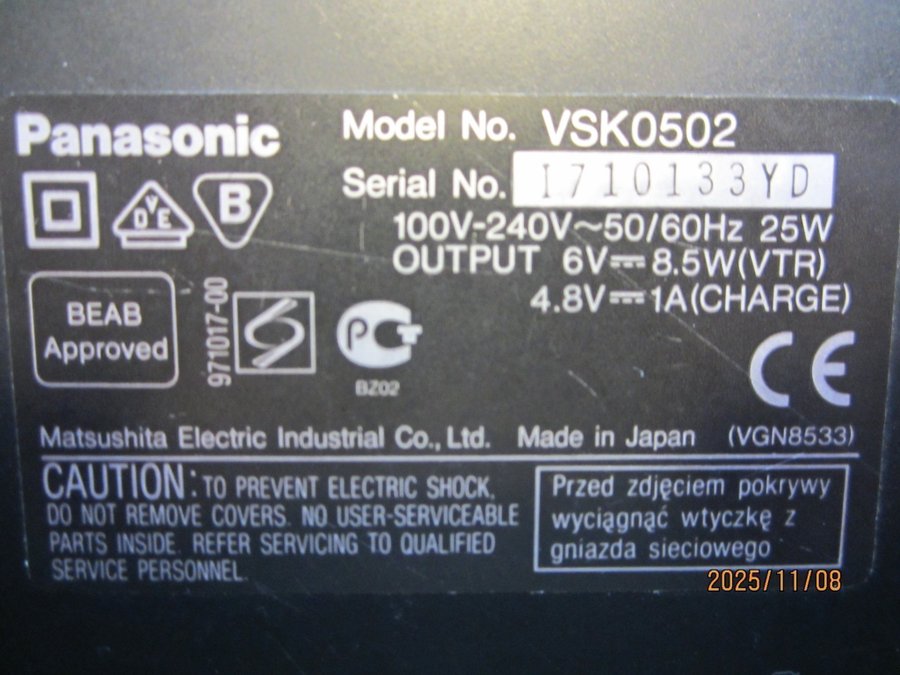 Panasonic
Model No. VSK0502
Serial No. I710133YD
100V-240V~50/60Hz 25W
OUTPUT 6V⎓8.5W(VTR)
4.8V⎓1A(CHARGE)
D V E
B
BEAB
Approved
971017-00
S
PCT
BZ02
CE
Matsushita Electric Industrial Co., Ltd. Made in Japan (VGN8533)
CAUTION: TO PREVENT ELECTRIC SHOCK,
DO NOT REMOVE COVERS. NO USER-SERVICEABLE
PARTS INSIDE. REFER SERVICING TO QUALIFIED
SERVICE PERSONNEL.
Przed zdjęciem pokrywy
wyciągnąć wtyczkę z
gniazda sieciowego
2025/11/08